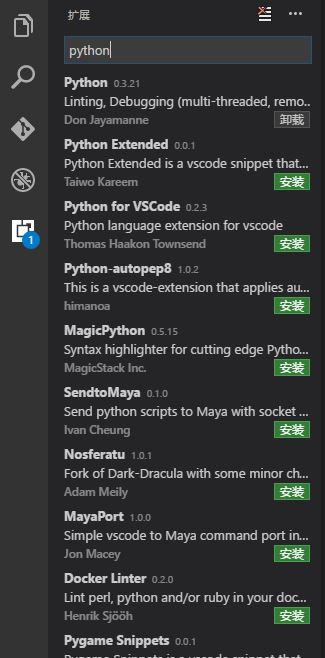 扩展
python
Python 0.3.21
Linting, Debugging (multi-threaded, remo...
Don Jayamanne 卸载
Python Extended 0.0.1
Python Extended is a vscode snippet that...
Taiwo Kareem 安装
Python for VSCode 0.2.3
Python language extension for vscode
Thomas Haakon Townsend 安装
Python-autopep8 1.0.2
This is a vscode-extension that applies au...
himanoa 安装
MagicPython 0.5.15
Syntax highlighter for cutting edge Pytho...
MagicStack Inc. 安装
SendtoMaya 0.1.0
Send python scripts to Maya with socket ...
Ivan Cheung 安装
1
Nosferatu 1.0.1
Fork of Dark-Dracula with some minor ch...
Adam Meily 安装
MayaPort 1.0.0
Simple vscode to Maya command port in...
Jon Macey 安装
Docker Linter 0.2.0
Lint perl, python and/or ruby in your doc...
Henrik Sjööh 安装
Pygame Snippets 0.0.1
Pygame Snippets is a vscode snippet that